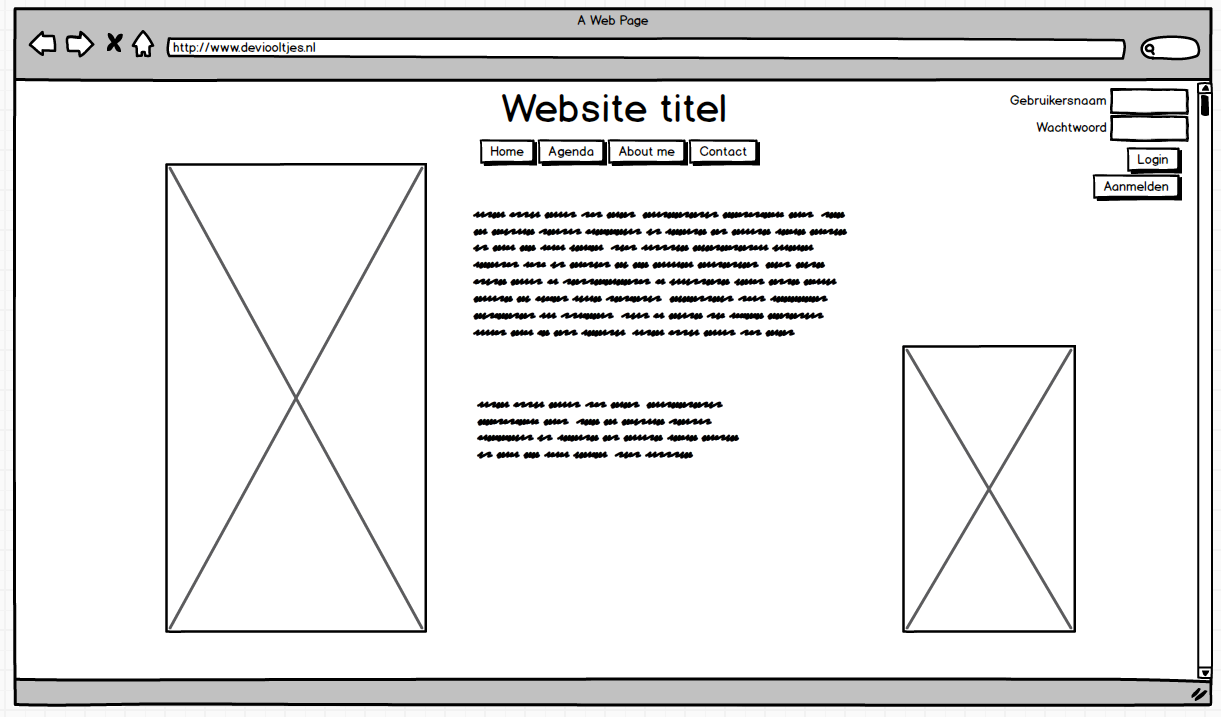 A Web Page
http://www.deviooltjes.nl
Website titel
Gebruikersnaam
Wachtwoord
Home
Agenda
About me
Contact
Login
Aanmelden